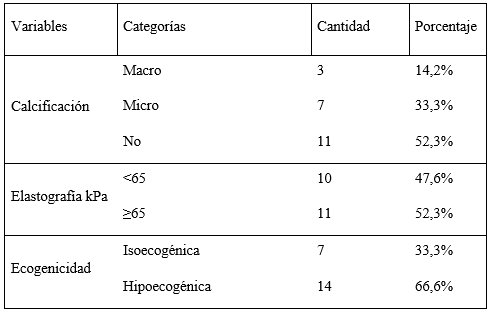 Variables Categorías Cantidad Porcentaje
Macro 3 14,2%
Calcificación Micro 7 33,3%
No 11 52,3%
<65 10 47,6%
Elastografía kPa
≥65 11 52,3%
Isoecogénica 7 33,3%
Ecogenicidad
Hipoecogénica 14 66,6%